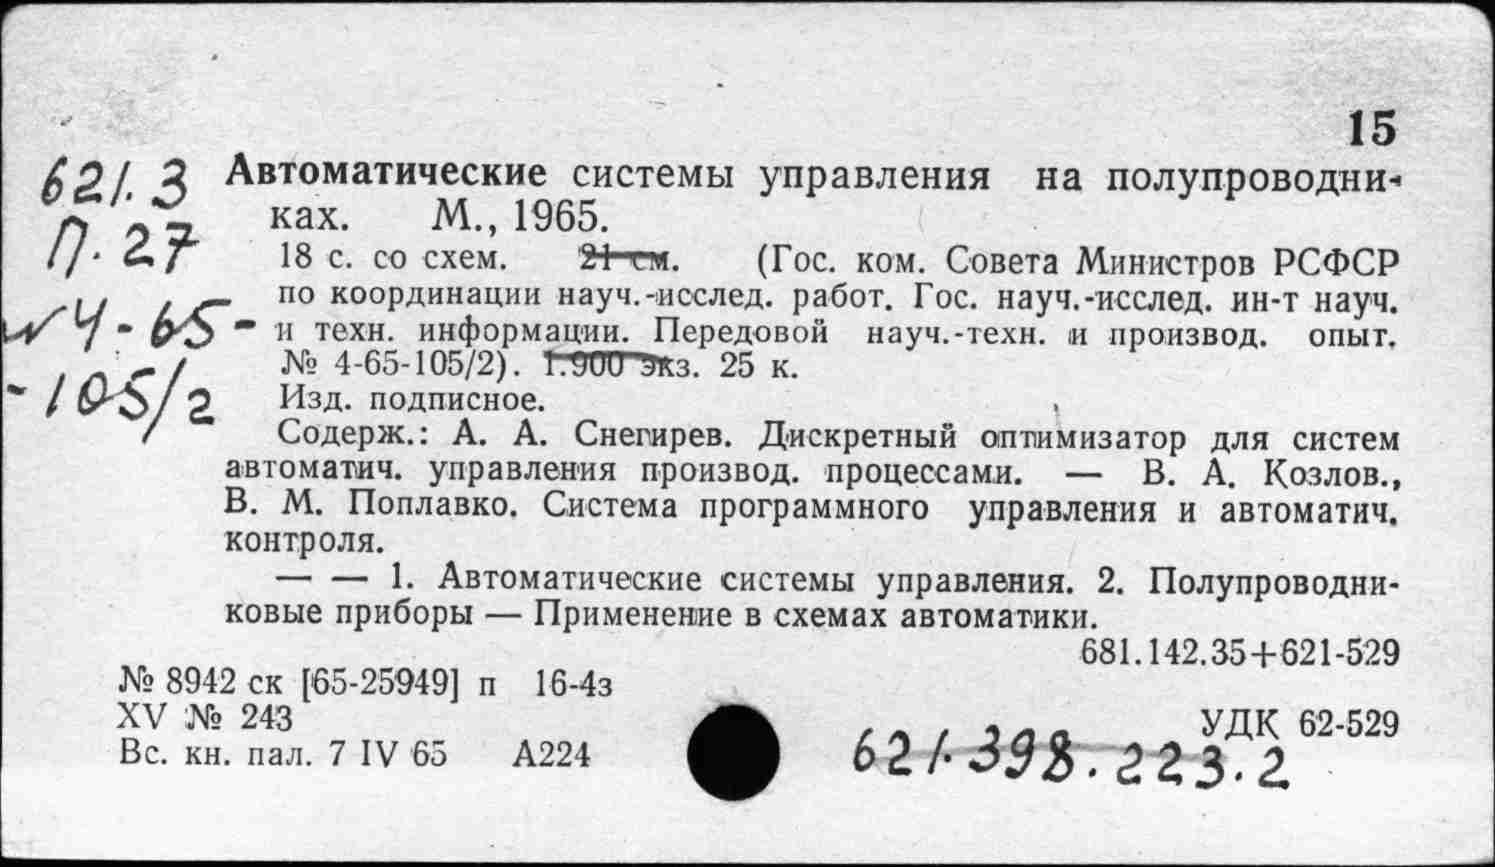 15
621.3 Автоматические системы управления на полупроводни-
П.27 ках. М., 1965.
18 с. со схем. 21 см. (Гос. ком. Совета Министров РСФСР
по координации науч.-исслед. работ. Гос. науч.-исслед. ин-т науч.
4-65- и техн. информации. Передовой науч.-техн. и производ. опыт.
№ 4-65-105/2). 1.900 экз. 25 к.
-105/2 Изд. подписное.
Содерж.: А. А. Снегирев. Дискретный оптимизатор для систем
автоматич. управления производ. процессами. — В. А. Козлов.,
В. М. Поплавко. Система программного управления и автоматич.
контроля.
— — 1. Автоматические системы управления. 2. Полупроводни-
ковые приборы — Применение в схемах автоматики.
681.142.35+621-529
№ 8942 ск [65-25949] п 16-4з
XV № 243
УДК 62-529
Вс. кн. пал. 7 IV 65 А224
621.398.223.2